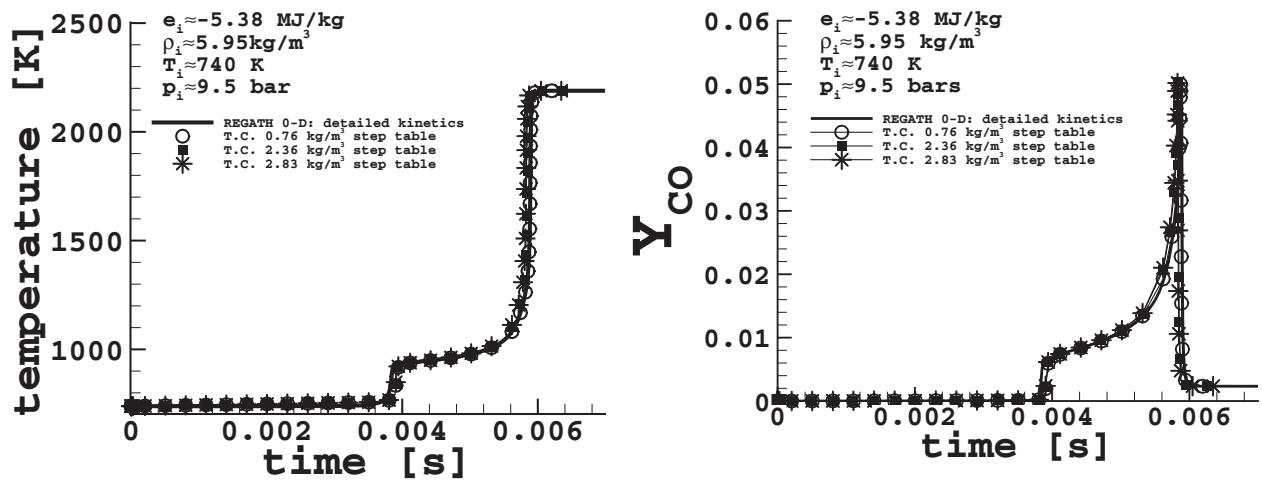 e_i≈-5.38 MJ/kg
ρ_i≈5.95kg/m³
T_i≈740 K
p_i≈9.5 bar
REGATH 0-D: detailed kinetics
T.C. 0.76 kg/m³ step table
T.C. 2.36 kg/m³ step table
T.C. 2.83 kg/m³ step table
temperature [K]
2500
2000
1500
1000
0
0.002
0.004
0.006
time [s]
e_i≈-5.38 MJ/kg
ρ_i≈5.95 kg/m³
T_i≈740 K
p_i≈9.5 bars
REGATH 0-D: detailed kinetics
T.C. 0.76 kg/m³ step table
T.C. 2.36 kg/m³ step table
T.C. 2.83 kg/m³ step table
Y_CO
0.06
0.05
0.04
0.03
0.02
0.01
0
0
0.002
0.004
0.006
time [s]